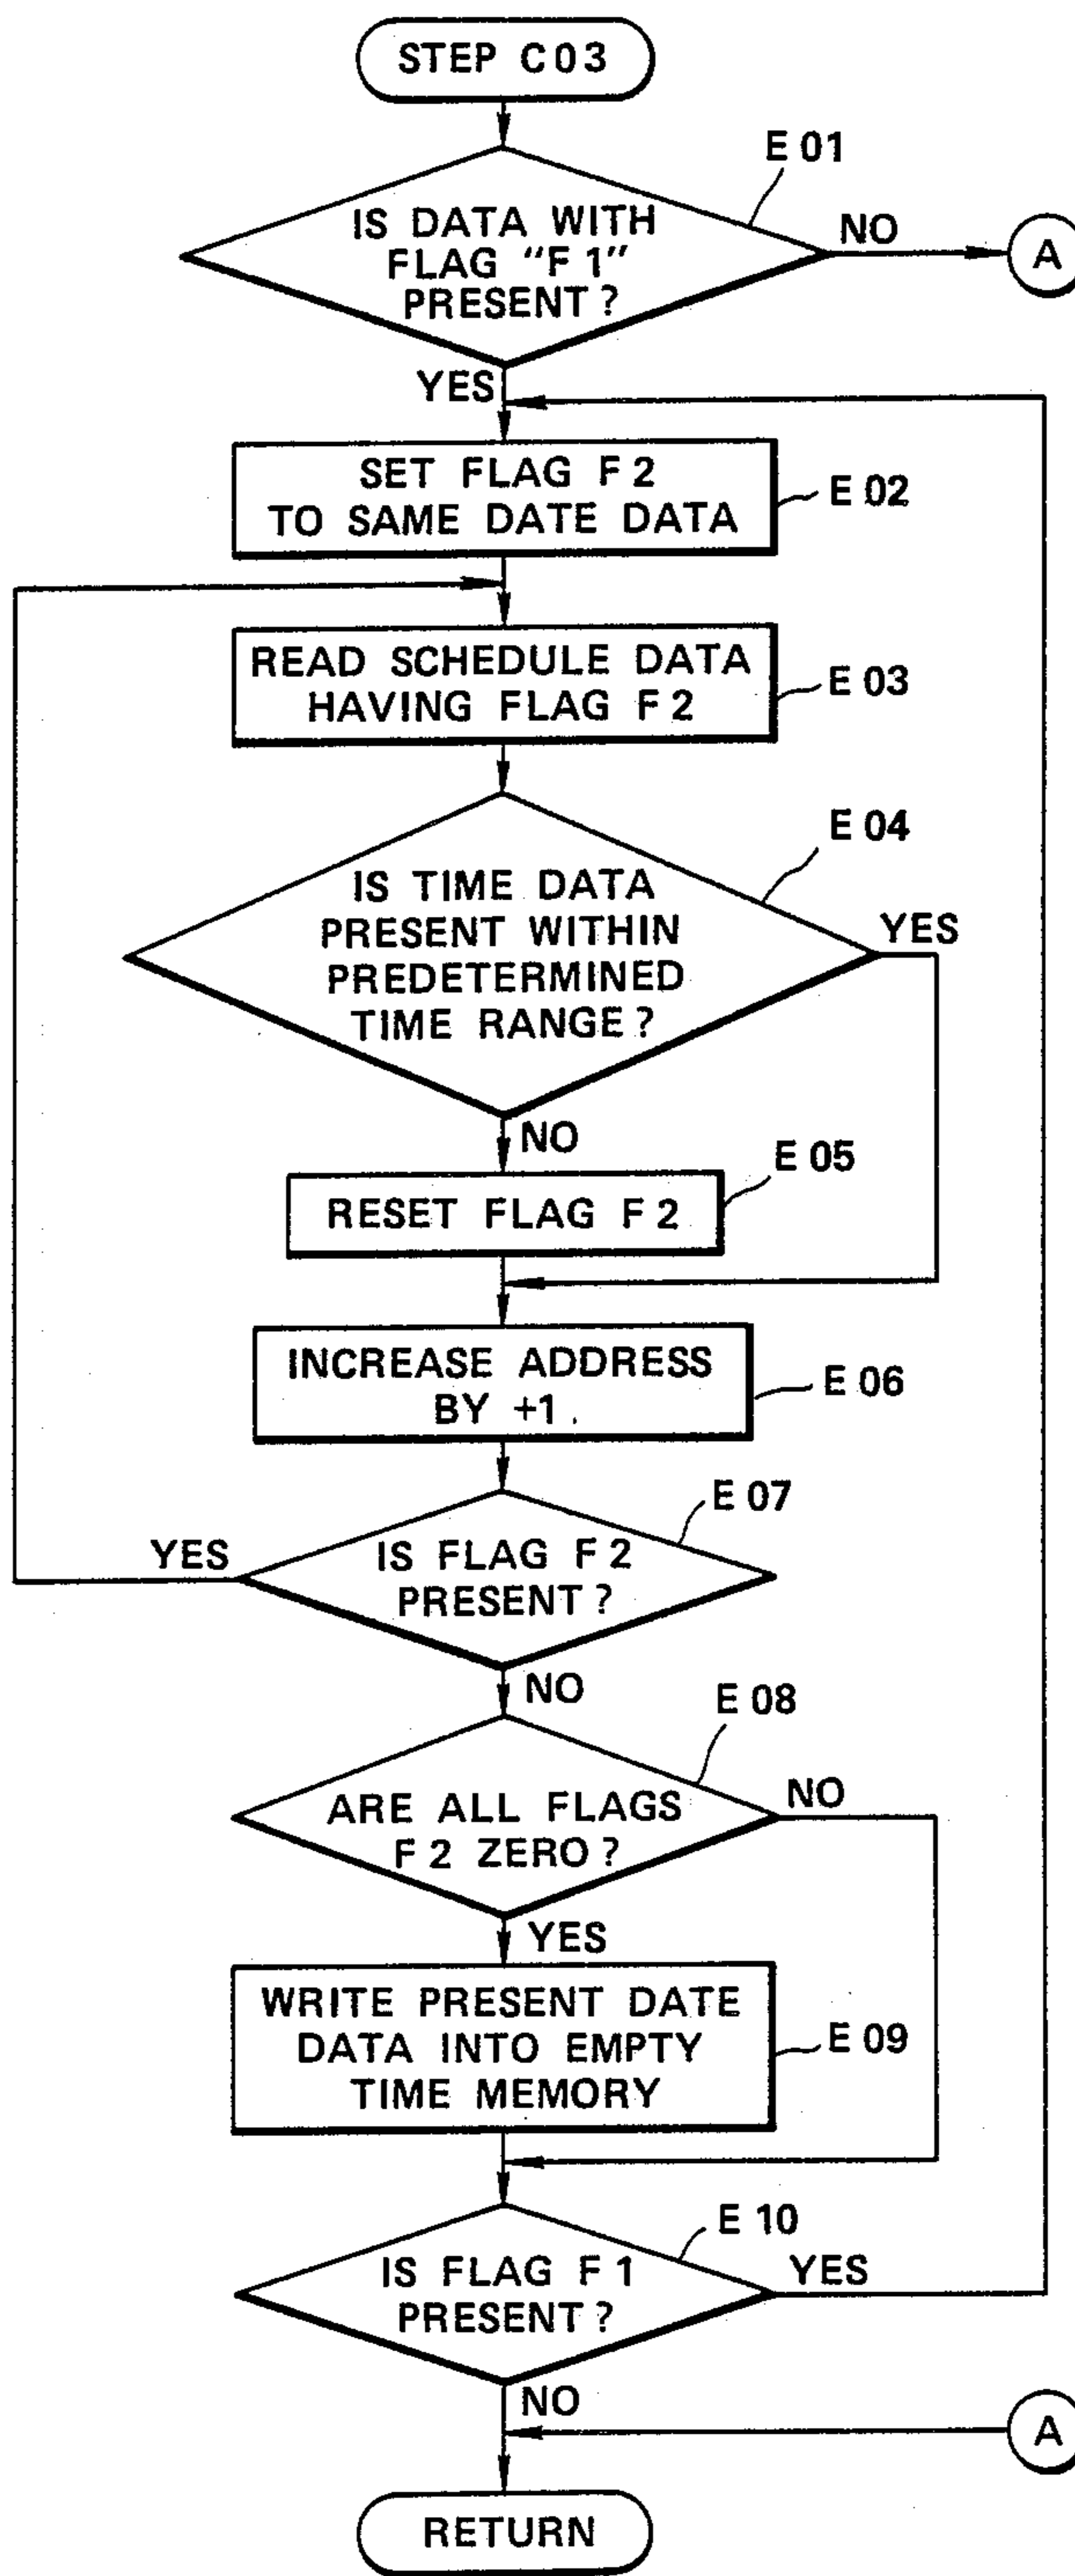 STEP C03
E 01
IS DATA WITH
FLAG "F 1"
PRESENT ?
NO
A
YES
SET FLAG F 2
TO SAME DATE DATA
E 02
READ SCHEDULE DATA
HAVING FLAG F 2
E 03
E 04
IS TIME DATA
PRESENT WITHIN
PREDETERMINED
TIME RANGE ?
YES
NO
E 05
RESET FLAG F 2
INCREASE ADDRESS
BY +1
E 06
E 07
IS FLAG F 2
PRESENT ?
YES
NO
E 08
ARE ALL FLAGS
F 2 ZERO ?
NO
YES
WRITE PRESENT DATE
DATA INTO EMPTY
TIME MEMORY
E 09
E 10
IS FLAG F 1
PRESENT ?
YES
NO
A
RETURN